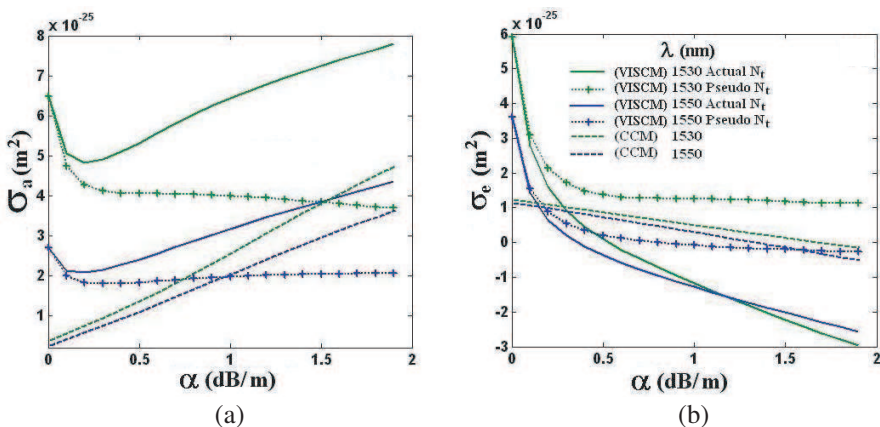 x 10^-25
8
7
6
5
4
3
2
1
0
0.5
1
1.5
2
σa (m²)
α (dB/m)
(a)
x 10^-25
6
5
4
3
2
1
0
-1
-2
-3
0
0.5
1
1.5
2
σe (m²)
α (dB/m)
λ (nm)
(VISCM) 1530 Actual Nt
(VISCM) 1530 Pseudo Nt
(VISCM) 1550 Actual Nt
(VISCM) 1550 Pseudo Nt
(CCM) 1530
(CCM) 1550
(b)